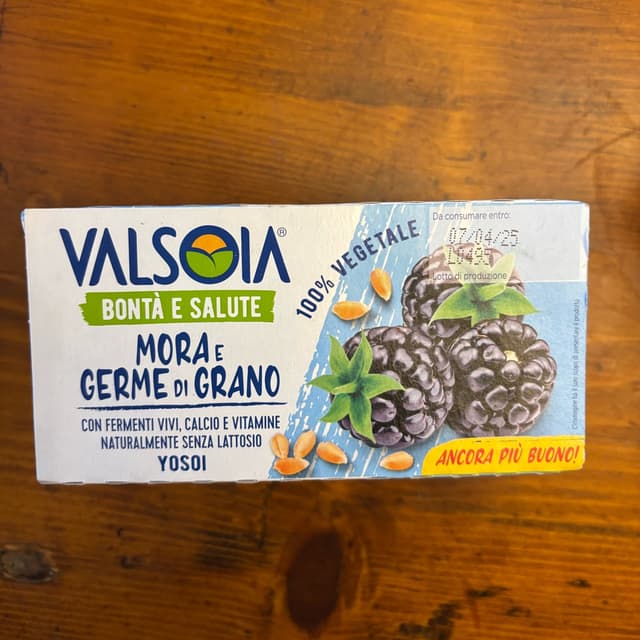 VALSOIA®
BONTÀ E SALUTE
MORA E
GERME DI GRANO
CON FERMENTI VIVI, CALCIO E VITAMINE
NATURALMENTE SENZA LATTOSIO
YOSOI
100% VEGETALE
Da consumare entro:
07/04/25
L049
Lotto di produzione
ANCORA PIÙ BUONO!